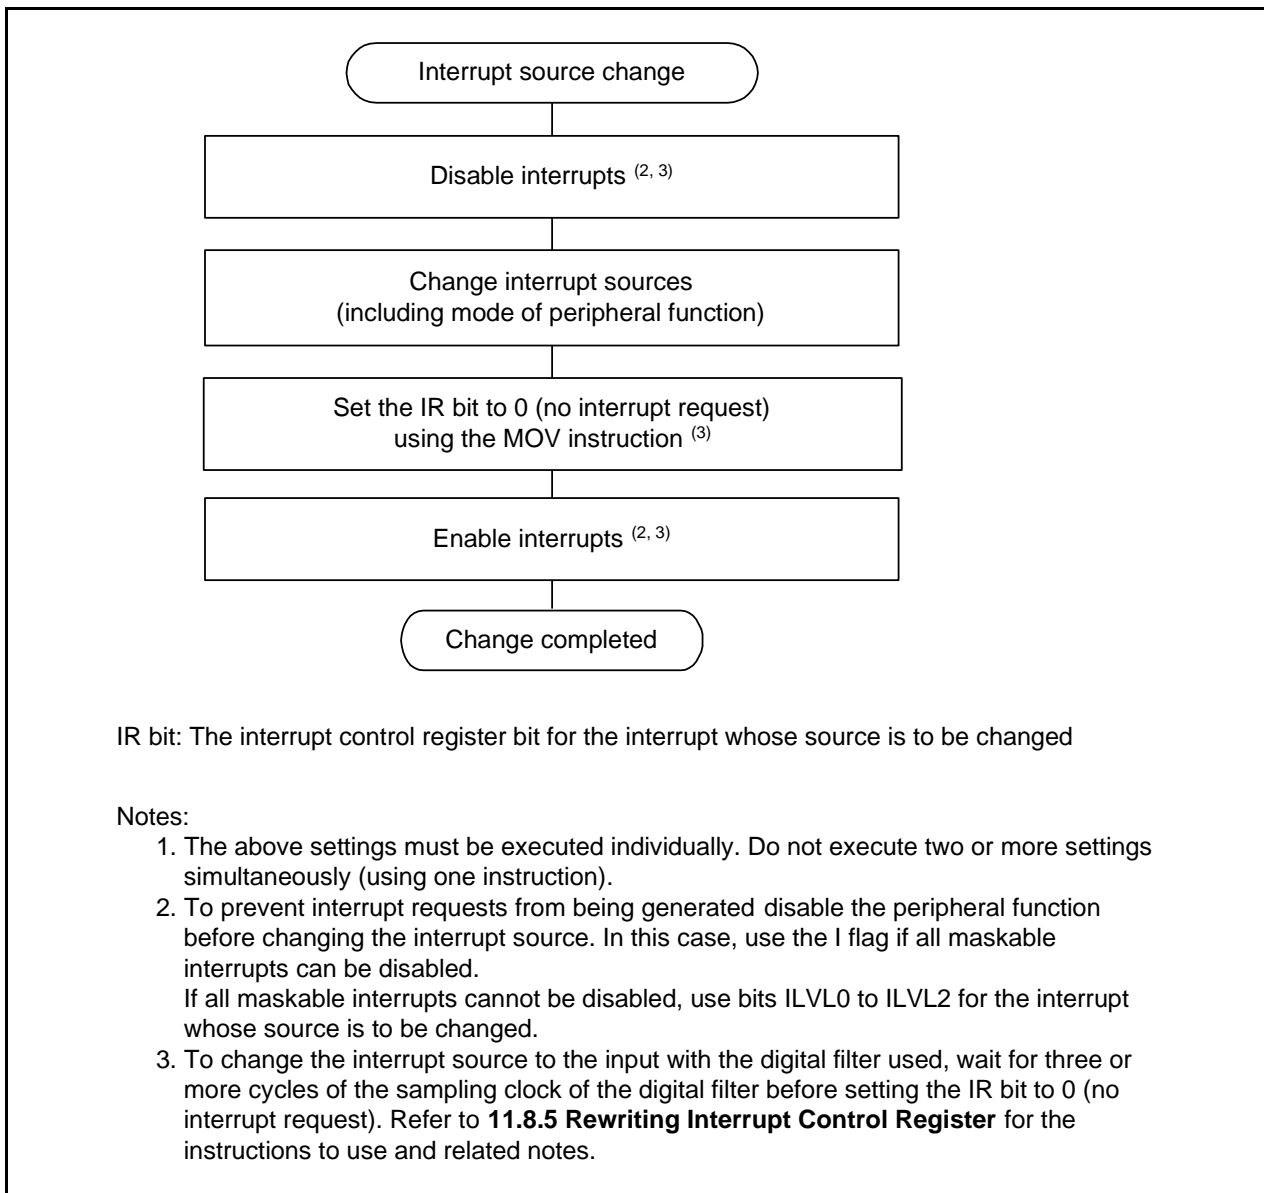 Interrupt source change
Disable interrupts (2, 3)
Change interrupt sources
(including mode of peripheral function)
Set the IR bit to 0 (no interrupt request)
using the MOV instruction (3)
Enable interrupts (2, 3)
Change completed
IR bit: The interrupt control register bit for the interrupt whose source is to be changed
Notes:
1. The above settings must be executed individually. Do not execute two or more settings
simultaneously (using one instruction).
2. To prevent interrupt requests from being generated disable the peripheral function
before changing the interrupt source. In this case, use the I flag if all maskable
interrupts can be disabled.
If all maskable interrupts cannot be disabled, use bits ILVL0 to ILVL2 for the interrupt
whose source is to be changed.
3. To change the interrupt source to the input with the digital filter used, wait for three or
more cycles of the sampling clock of the digital filter before setting the IR bit to 0 (no
interrupt request). Refer to 11.8.5 Rewriting Interrupt Control Register for the
instructions to use and related notes.